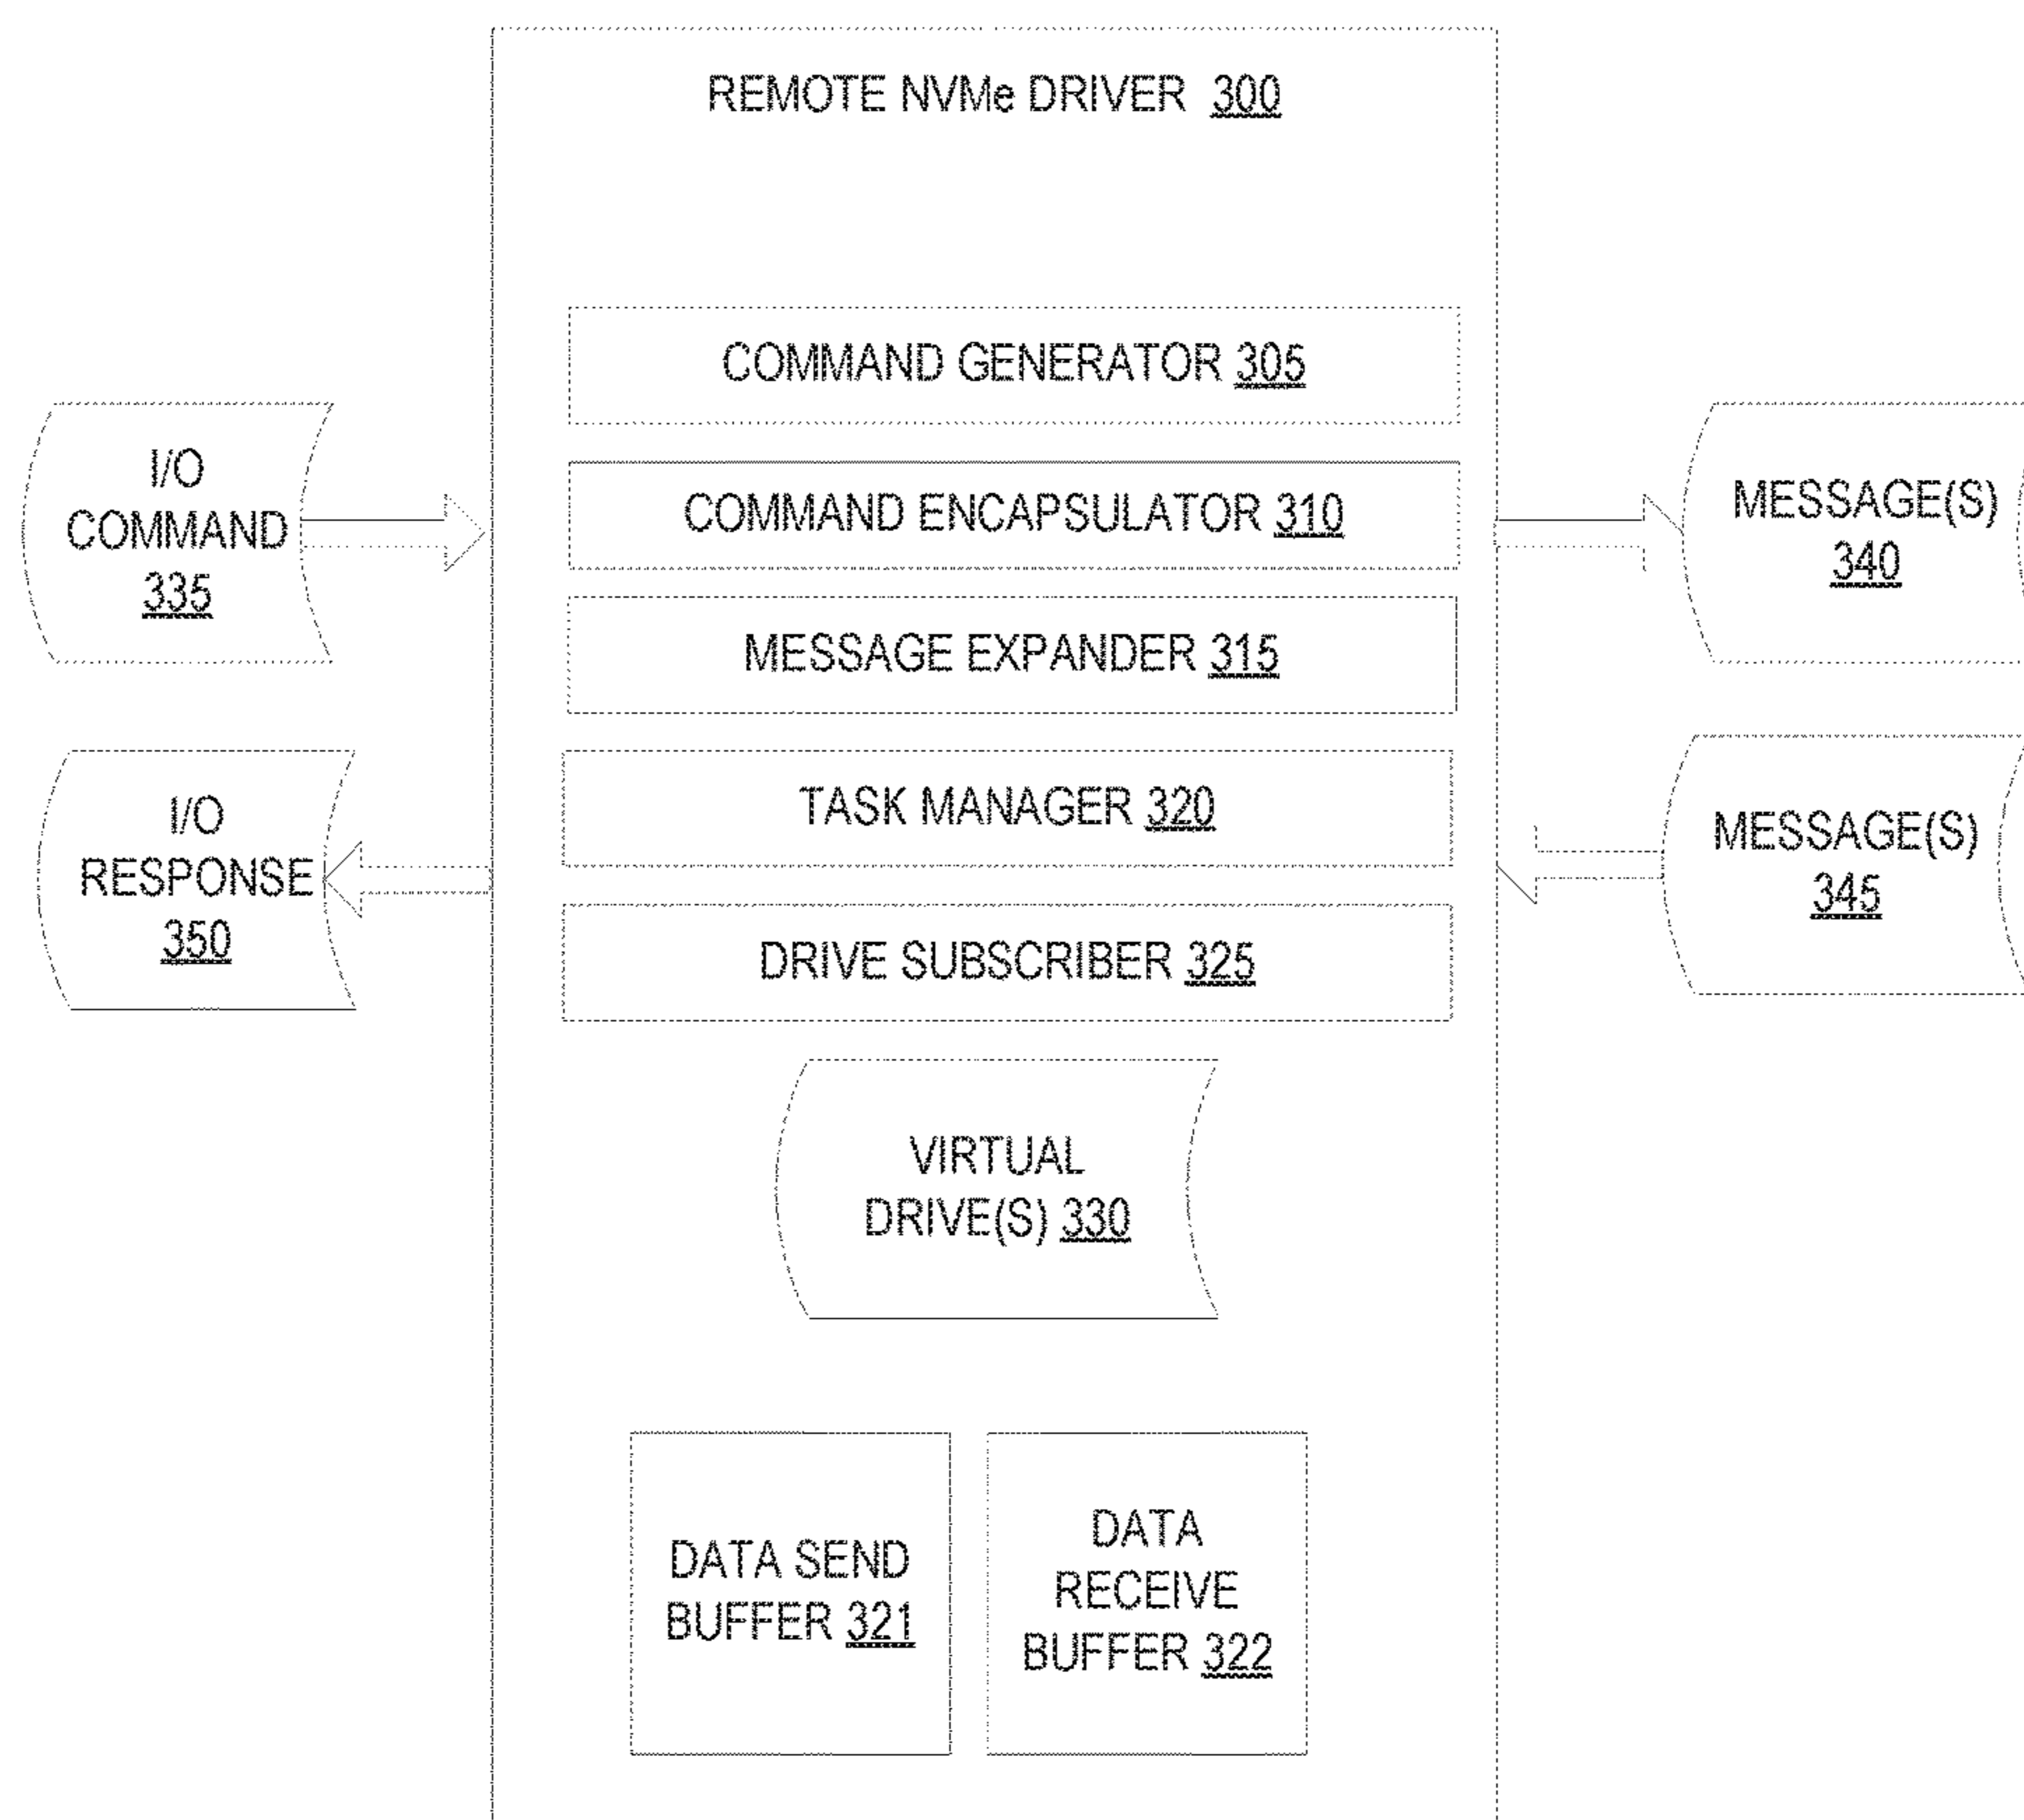 REMOTE NVMe DRIVER 300
COMMAND GENERATOR 305
COMMAND ENCAPSULATOR 310
MESSAGE EXPANDER 315
TASK MANAGER 320
DRIVE SUBSCRIBER 325
VIRTUAL
DRIVE(S) 330
DATA SEND
BUFFER 321
DATA
RECEIVE
BUFFER 322
I/O
COMMAND
335
I/O
RESPONSE
350
MESSAGE(S)
340
MESSAGE(S)
345